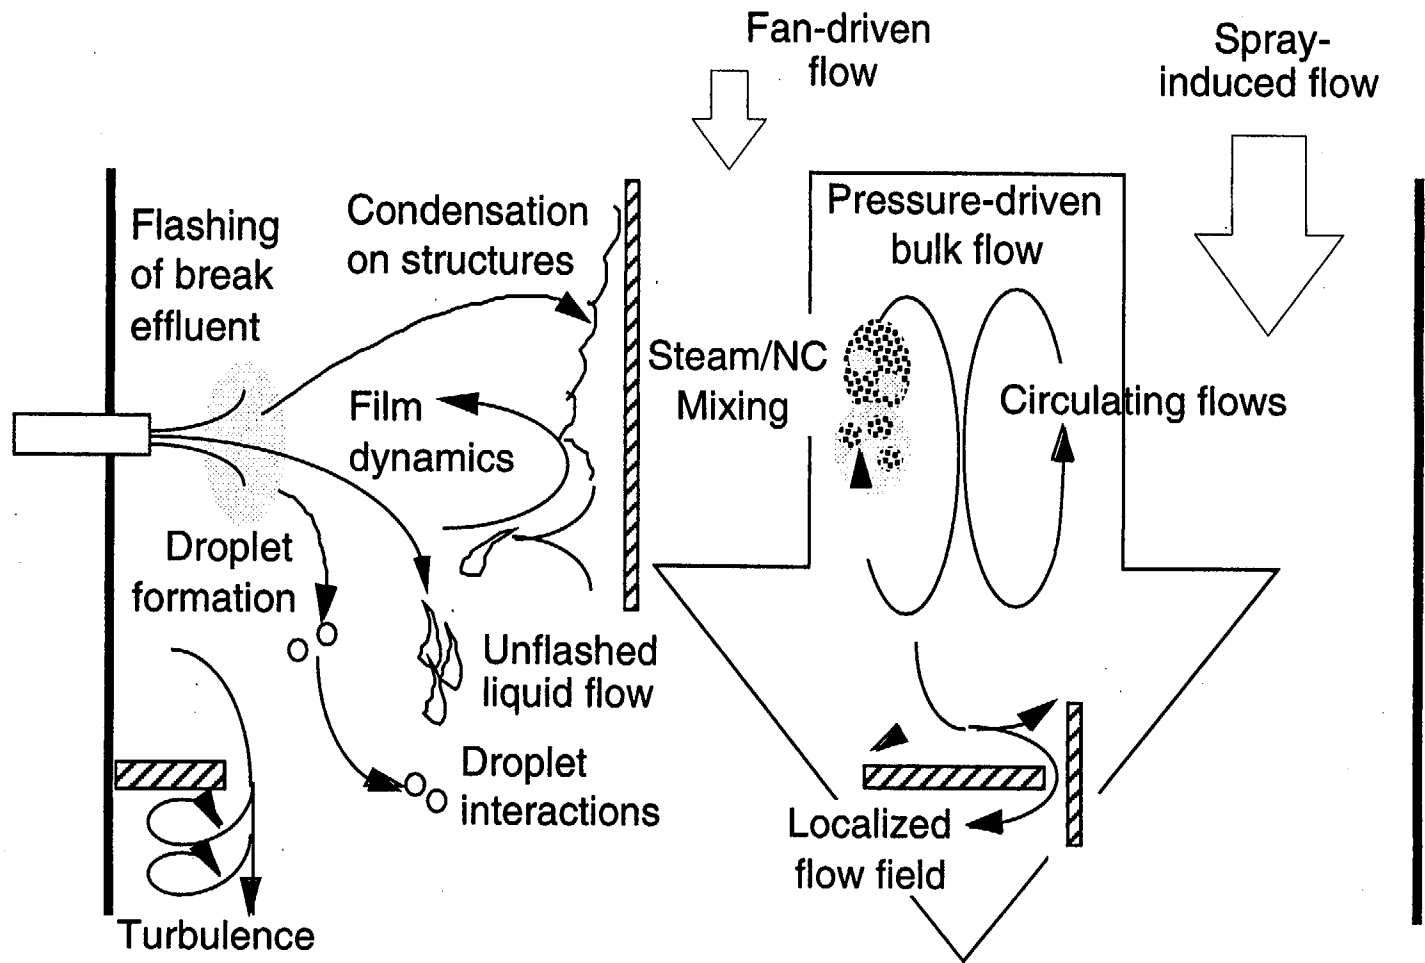 Fan-driven
flow
Spray-
induced flow
Flashing
of break
effluent
Condensation
on structures
Pressure-driven
bulk flow
Steam/NC
Mixing
Film
dynamics
Circulating flows
Droplet
formation
Unflashed
liquid flow
Droplet
interactions
Localized
flow field
Turbulence